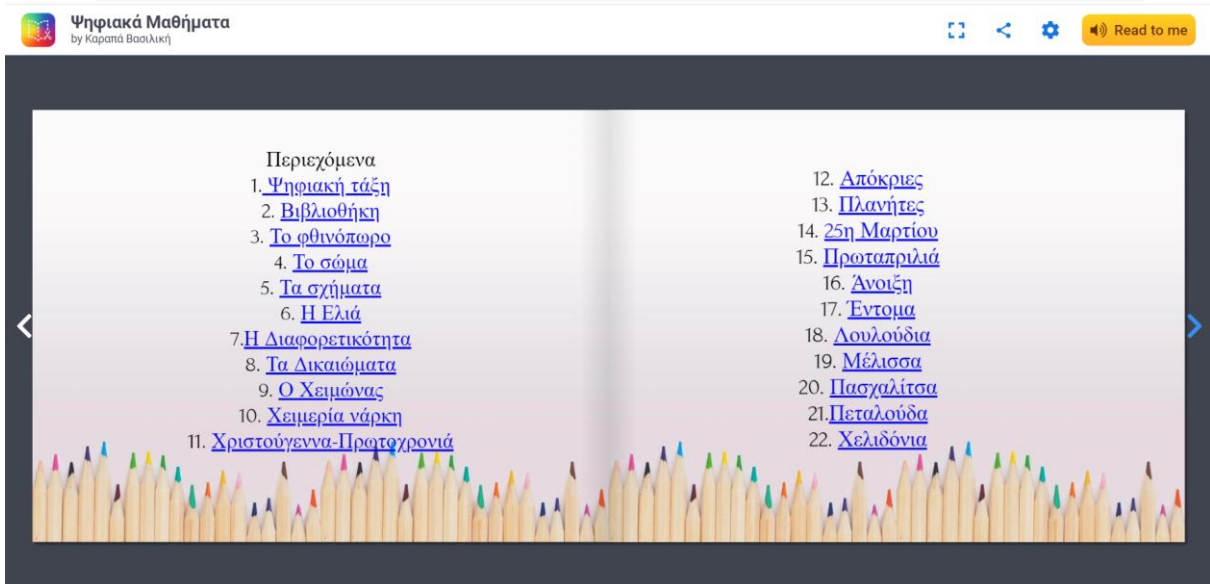 Ψηφιακά Μαθήματα
by Καραπά Βασιλική
Read to me
Περιεχόμενα
1. Ψηφιακή τάξη
2. Βιβλιοθήκη
3. Το φθινόπωρο
4. Το σώμα
5. Τα σχήματα
6. Η Ελιά
7.Η Διαφορετικότητα
8. Τα Δικαιώματα
9. Ο Χειμώνας
10. Χειμερία νάρκη
11. Χριστούγεννα-Πρωτοχρονιά
12. Απόκριες
13. Πλανήτες
14. 25η Μαρτίου
15. Πρωταπριλιά
16. Άνοιξη
17. Έντομα
18. Λουλούδια
19. Μέλισσα
20. Πασχαλίτσα
21.Πεταλούδα
22. Χελιδόνια